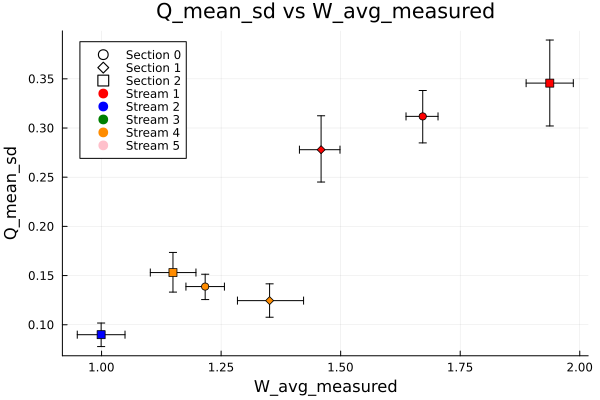 Q_mean_sd vs W_avg_measured
Section 0
Section 1
Section 2
Stream 1
Stream 2
Stream 3
Stream 4
Stream 5
Q_mean_sd
0.35
0.30
0.25
0.20
0.15
0.10
1.00 1.25 1.50 1.75 2.00
W_avg_measured